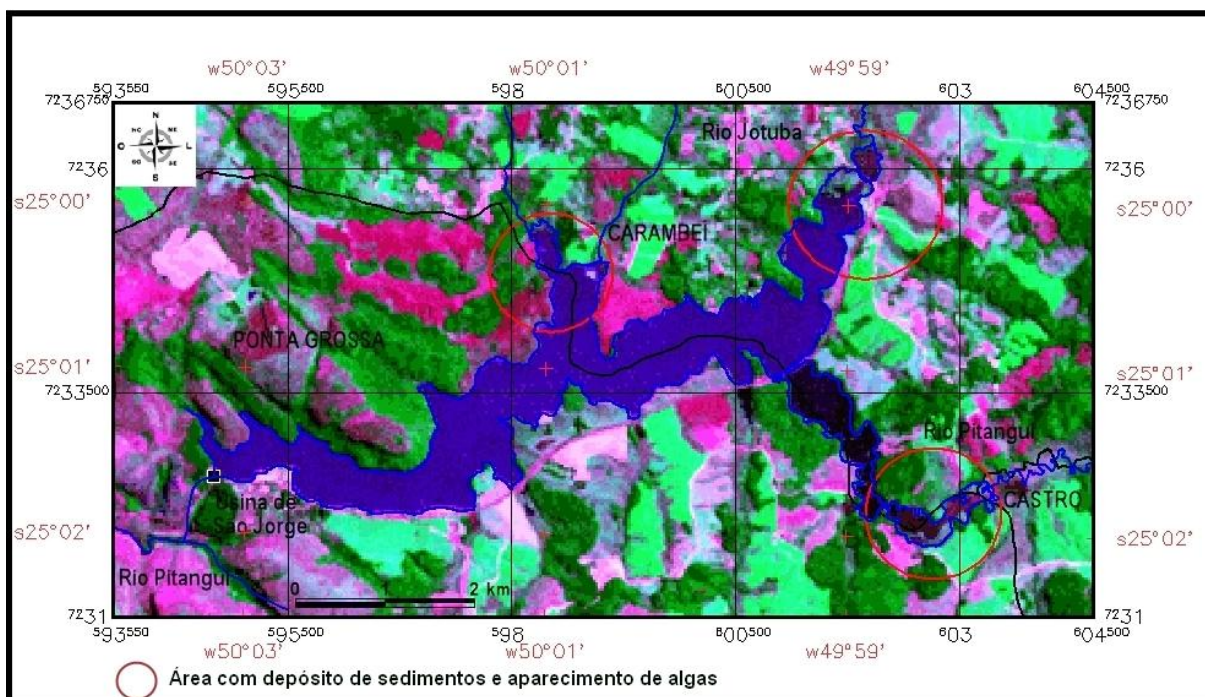 w50°03' w50°01' w49°59'
593550 595500 598 600500 603 604500
7236750 7236750
N
NE
L
S
SO
O
Rio Jotuba
7236 7236
s25°00' s25°00'
CARAMBEI
PONTA GROSSA
s25°01' s25°01'
7233500 7233500
Rio Pitangui
Usina de
São Jorge
CASTRO
s25°02' s25°02'
Rio Pitangui
0 2 km
7231 7231
593550 595500 598 600500 603 604500
w50°03' w50°01' w49°59'
Área com depósito de sedimentos e aparecimento de algas